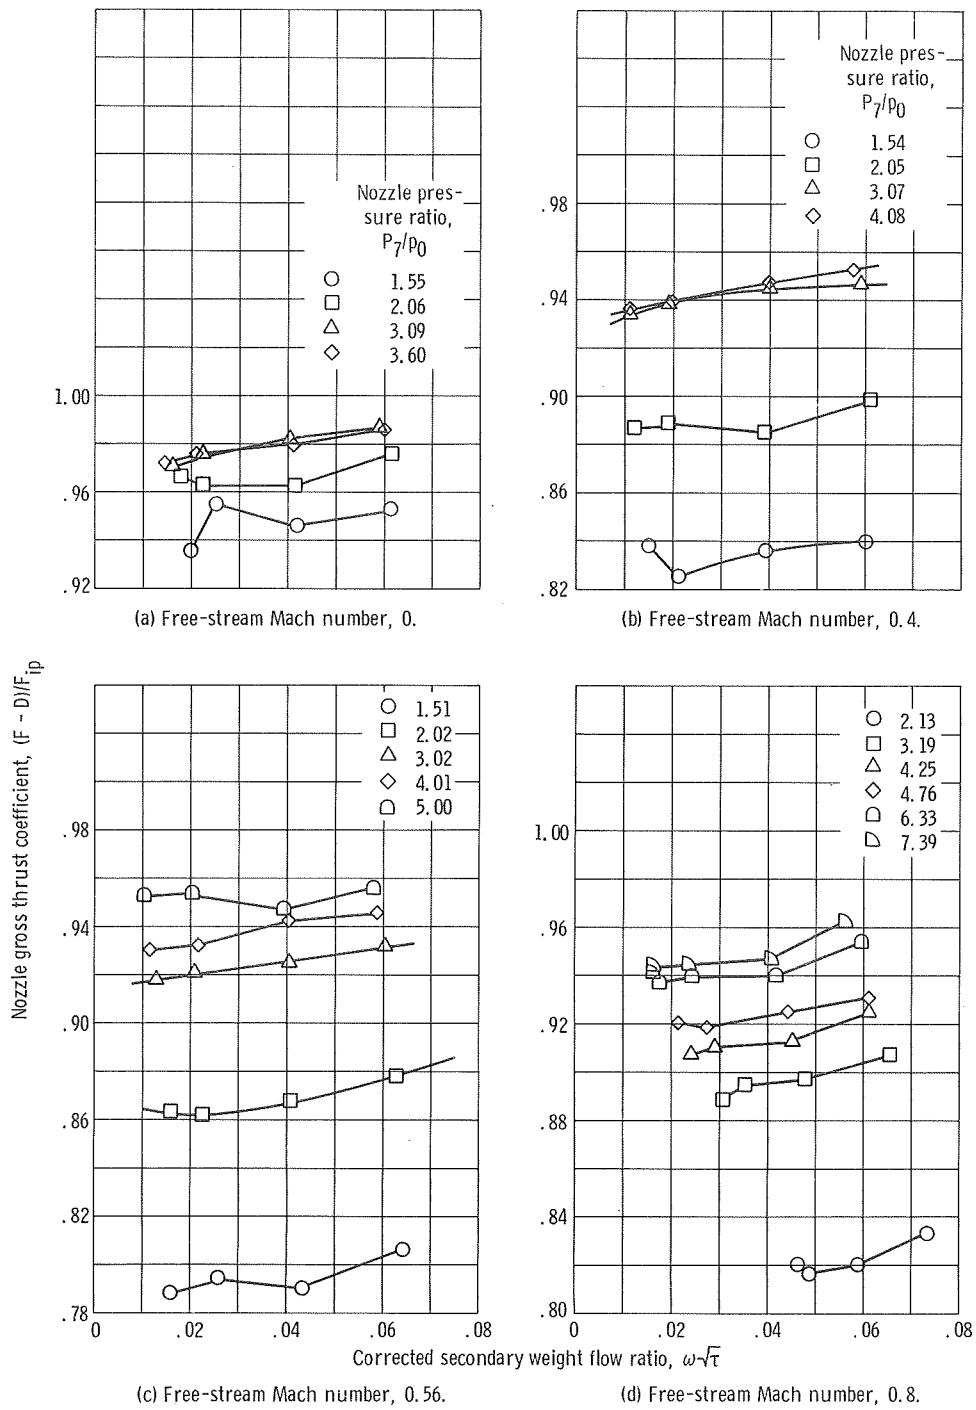 Nozzle pres-
sure ratio,
P7/p0
1.55
2.06
3.09
3.60
1.00
.96
.92
(a) Free-stream Mach number, 0.
Nozzle pres-
sure ratio,
P7/p0
1.54
2.05
3.07
4.08
.98
.94
.90
.86
.82
(b) Free-stream Mach number, 0.4.
Nozzle gross thrust coefficient, (F - D)/Fip
1.51
2.02
3.02
4.01
5.00
.98
.94
.90
.86
.82
.78
0 .02 .04 .06 .08
2.13
3.19
4.25
4.76
6.33
7.39
1.00
.96
.92
.88
.84
.80
0 .02 .04 .06 .08
Corrected secondary weight flow ratio, ω√τ
(c) Free-stream Mach number, 0.56.
(d) Free-stream Mach number, 0.8.